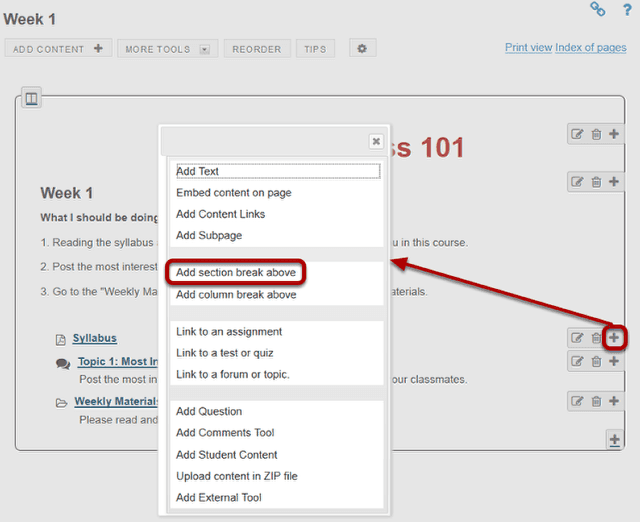 Week 1
?
ADD CONTENT +
MORE TOOLS
REORDER
TIPS
Print view Index of pages
ss 101
Add Text
Week 1
Embed content on page
What I should be doing
Add Content Links
1. Reading the syllabus
Add Subpage
u in this course.
2. Post the most interest
Add section break above
3. Go to the "Weekly Ma
Add column break above
aterials.
Link to an assignment
Syllabus
Link to a test or quiz
Topic 1: Most In
Link to a forum or topic.
Post the most in
our classmates.
Weekly Materials
Add Question
Please read and
Add Comments Tool
Add Student Content
Upload content in ZIP file
Add External Tool